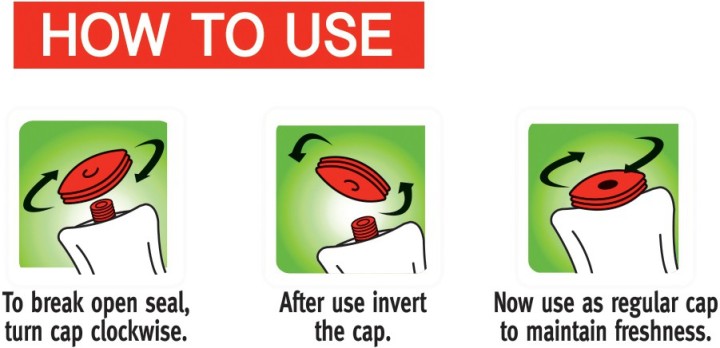 HOW TO USE
To break open seal,
turn cap clockwise.
After use invert
the cap.
Now use as regular cap
to maintain freshness.